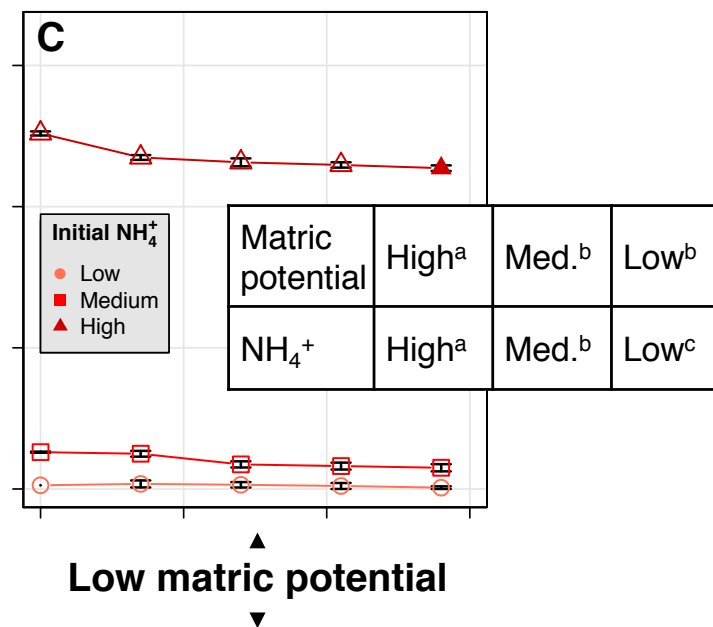 C
Initial NH₄⁺
Low
Medium
High
Matric potential Highᵃ Med.ᵇ Lowᵇ
NH₄⁺ Highᵃ Med.ᵇ Lowᶜ
Low matric potential